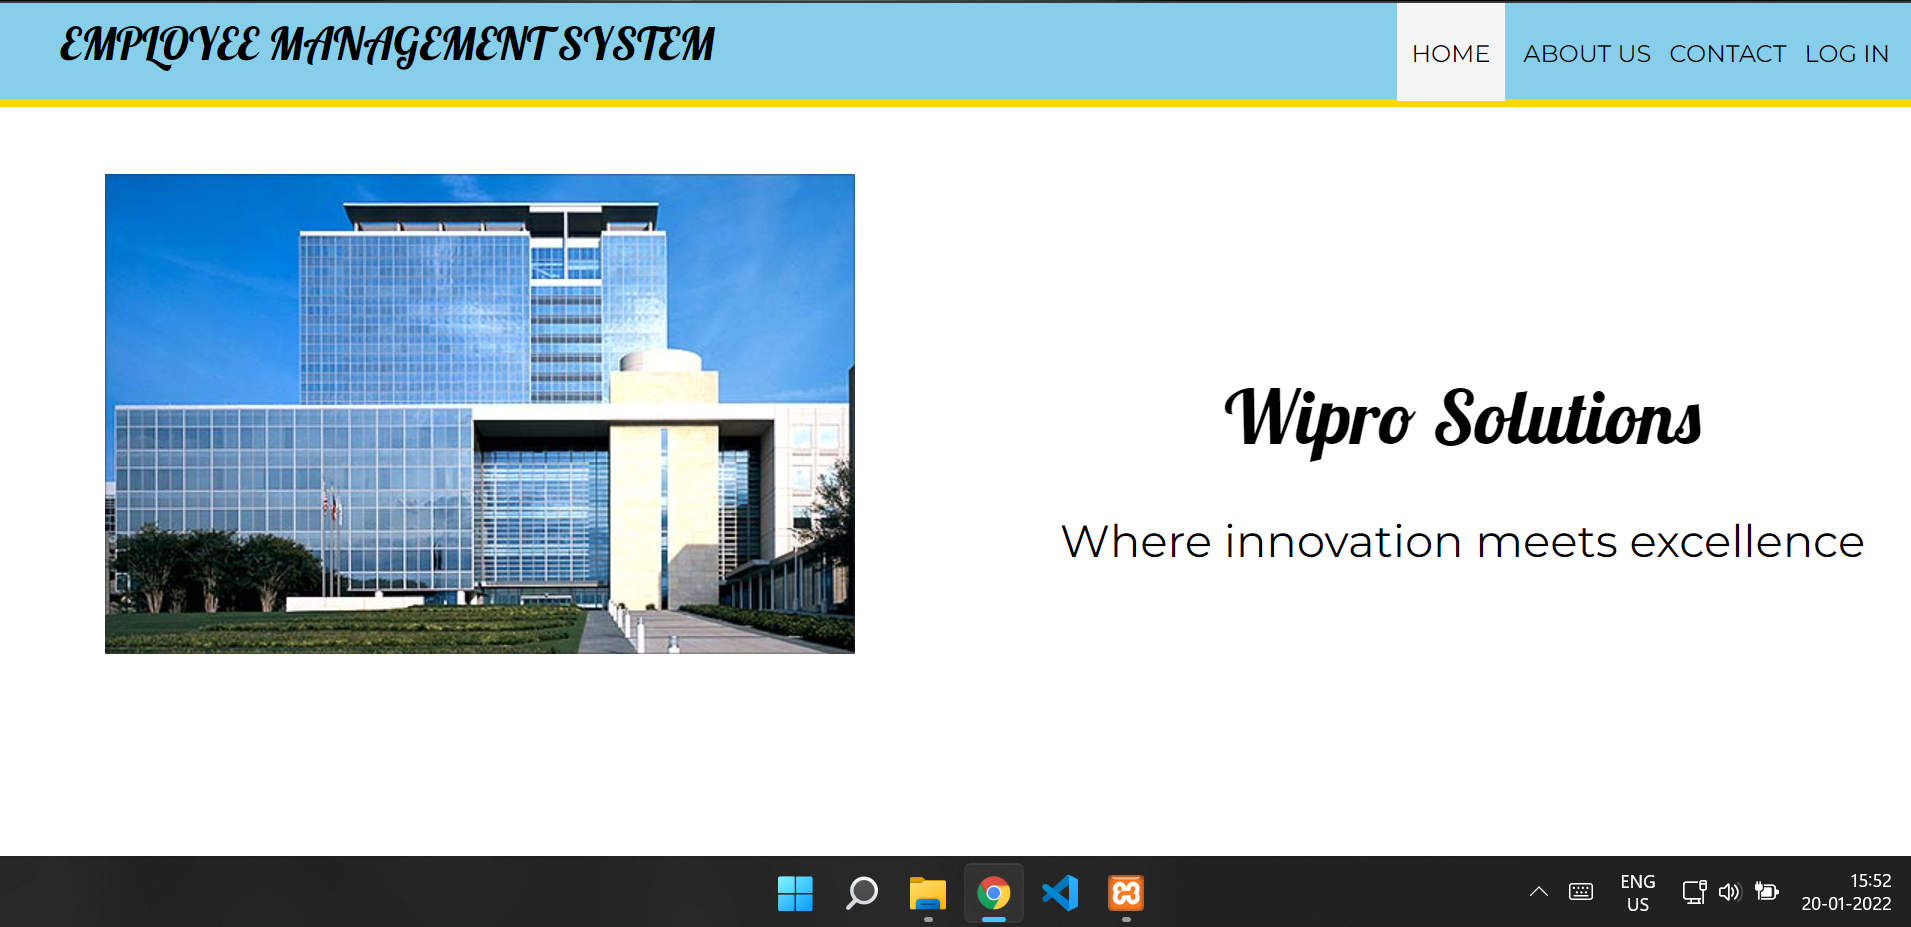 EMPLOYEE MANAGEMENT SYSTEM
HOME ABOUT US CONTACT LOG IN
Wipro Solutions
Where innovation meets excellence
ENG
US
15:52
20-01-2022